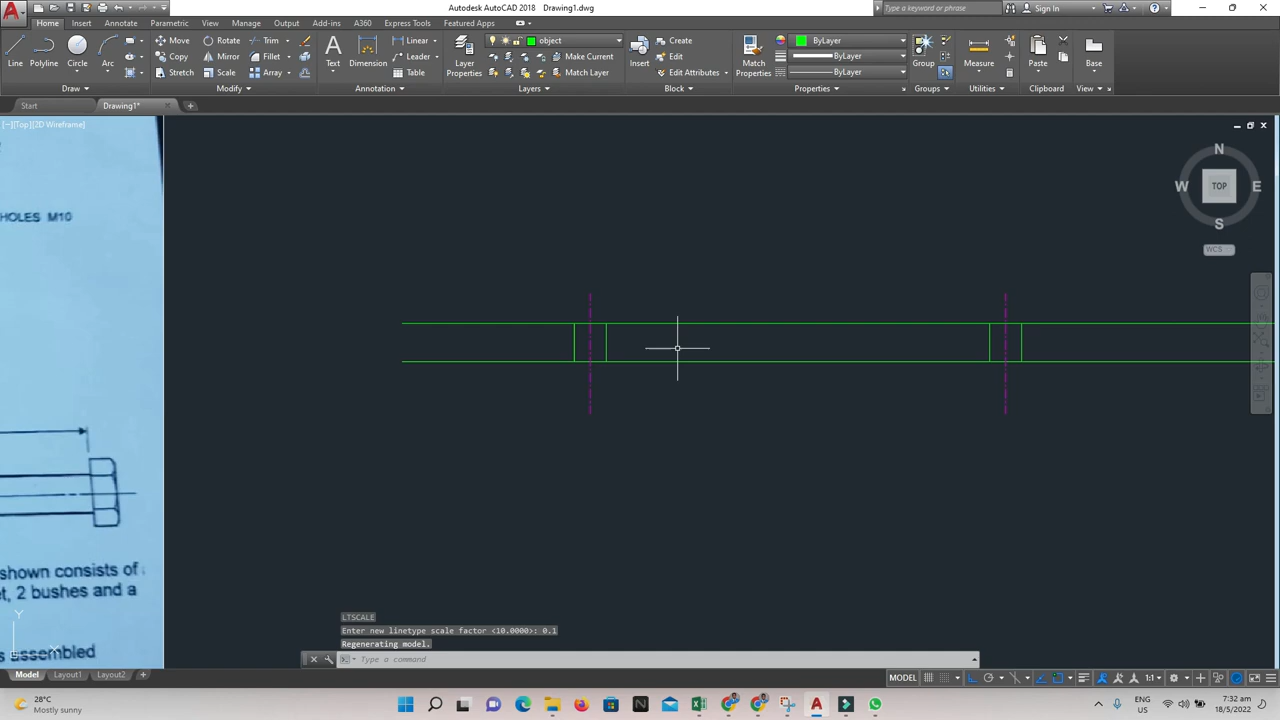 Autodesk AutoCAD 2018 Drawing1.dwg
Type a keyword or phrase
Sign In
Home Insert Annotate Parametric View Manage Output Add-ins A360 Express Tools Featured Apps
Line Polyline Circle Arc
Move Rotate Trim
Copy Mirror Fillet
Stretch Scale Array
Text Dimension
Linear
Leader
Table
Layer Properties
object
Make Current
Match Layer
Insert
Create
Edit
Edit Attributes
Match Properties
ByLayer
ByLayer
ByLayer
Group
Measure
Paste
Base
Draw Modify Annotation Layers Block Properties Groups Utilities Clipboard View
Start Drawing1*
[−][Top][2D Wireframe]
N
W TOP E
S
WCS
HOLES M10
shown consists of
t, 2 bushes and a
s assembled
Y
X
LTSCALE
Enter new linetype scale factor <10.0000>: 0.1
Regenerating model.
Type a command
Model Layout1 Layout2
MODEL 1:1
28°C
Mostly sunny
ENG
US
7:32 am
18/5/2022